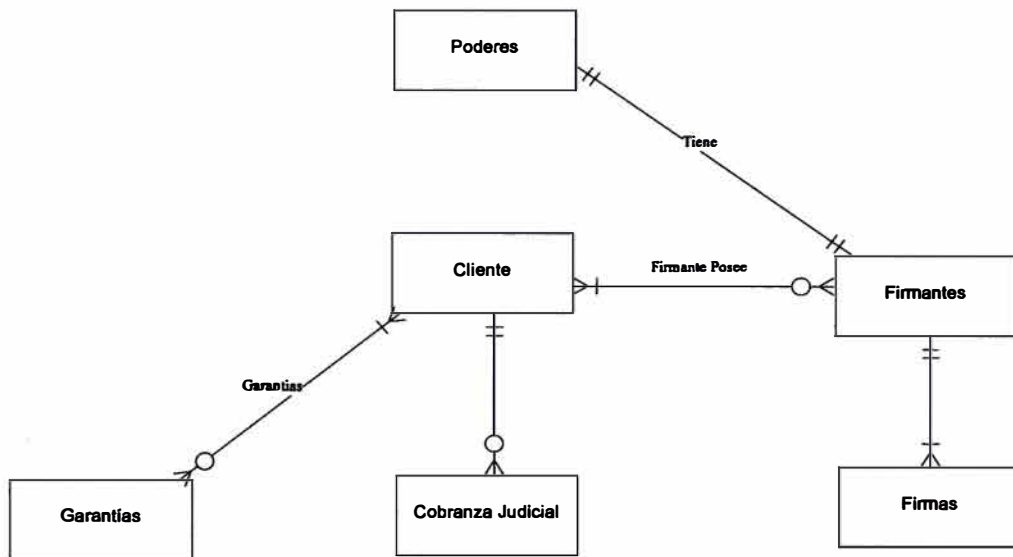 Poderes
Tiene
Cliente
Firmante Posee
Firmantes
Garantias
Garantías
Cobranza Judicial
Firmas